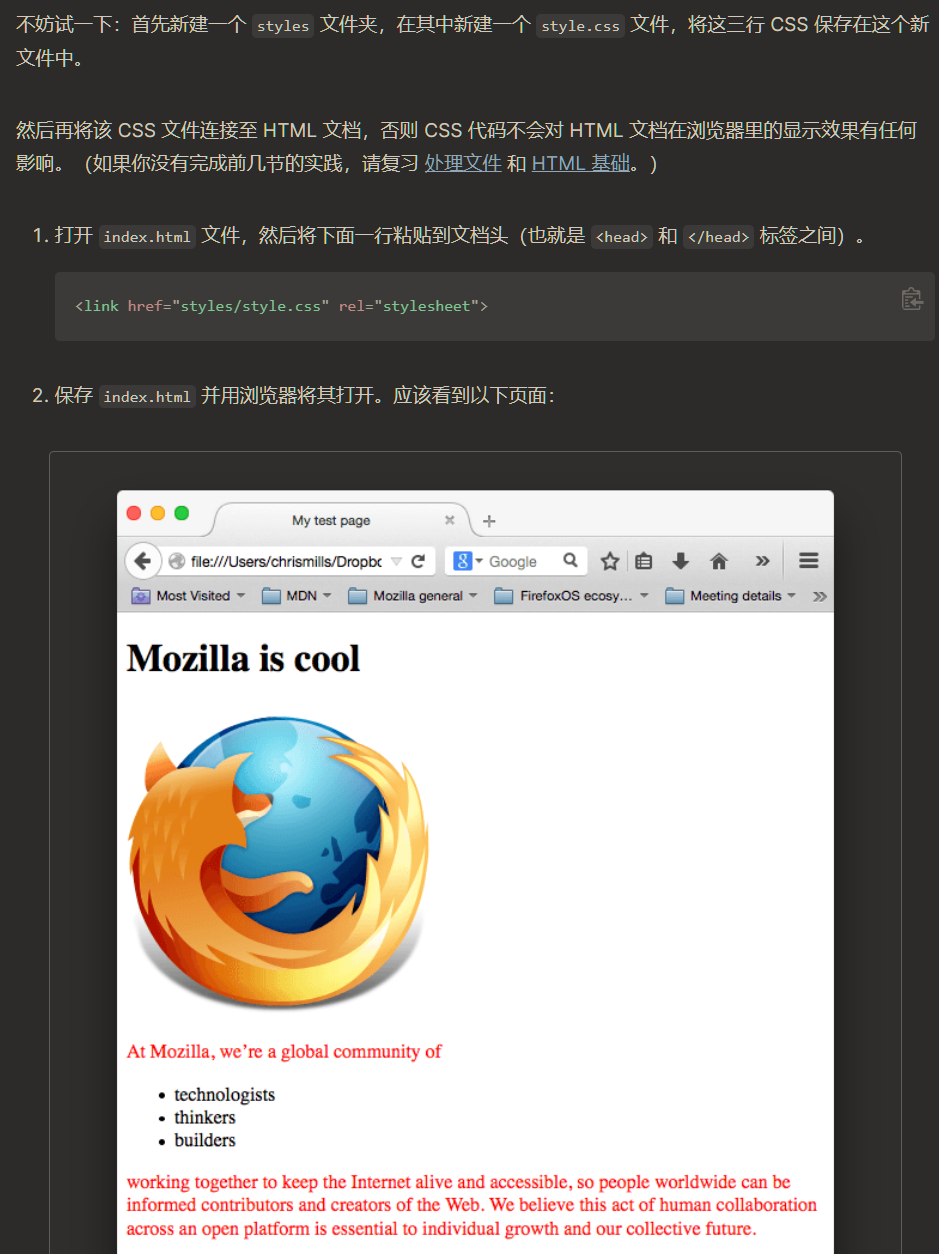 不妨试一下：首先新建一个 styles 文件夹，在其中新建一个 style.css 文件，将这三行 CSS 保存在这个新
文件中。
然后再将该 CSS 文件连接至 HTML 文档，否则 CSS 代码不会对 HTML 文档在浏览器里的显示效果有任何
影响。（如果你没有完成前几节的实践，请复习 处理文件 和 HTML 基础。）
1. 打开 index.html 文件，然后将下面一行粘贴到文档头（也就是 <head> 和 </head> 标签之间）。
<link href="styles/style.css" rel="stylesheet">
2. 保存 index.html 并用浏览器将其打开。应该看到以下页面：
My test page
file:///Users/chrismills/Dropbc
8 Google
Most Visited MDN Mozilla general FirefoxOS ecosy... Meeting details
Mozilla is cool
At Mozilla, we’re a global community of
• technologists
• thinkers
• builders
working together to keep the Internet alive and accessible, so people worldwide can be
informed contributors and creators of the Web. We believe this act of human collaboration
across an open platform is essential to individual growth and our collective future.